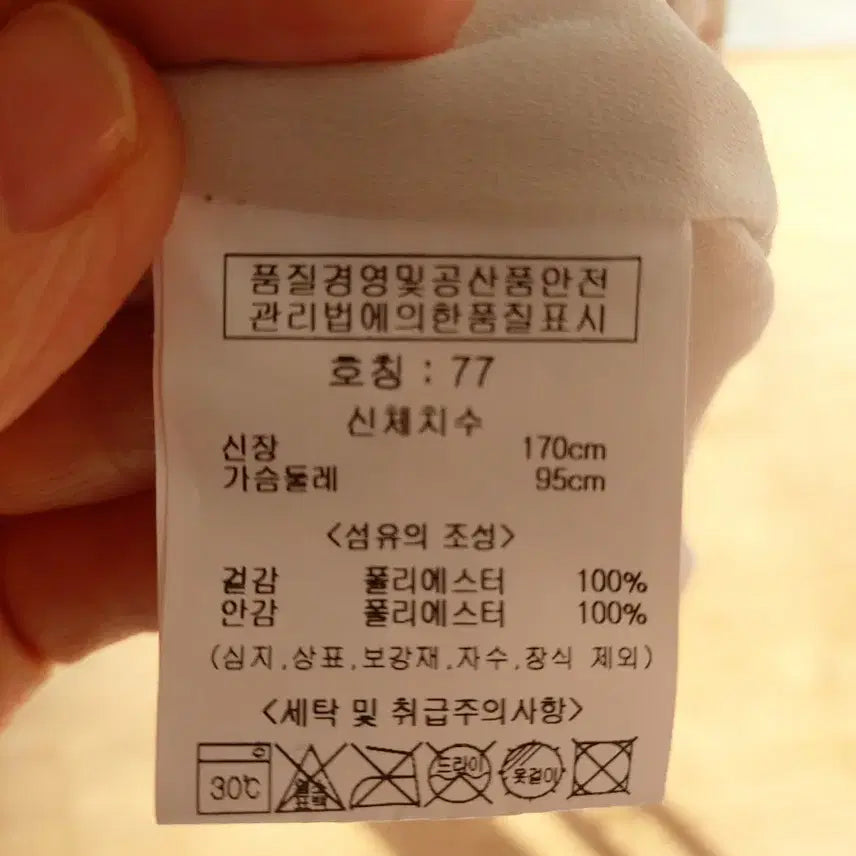 품질경영및공산품안전
관리법에의한품질표시
호칭 : 77
신체치수
신장 170cm
가슴둘레 95cm
<섬유의 조성>
겉감 폴리에스터 100%
안감 폴리에스터 100%
(심지,상표,보강재,자수,장식 제외)
<세탁 및 취급주의사항>
30℃ 염소 표백 드라이 옷걸이